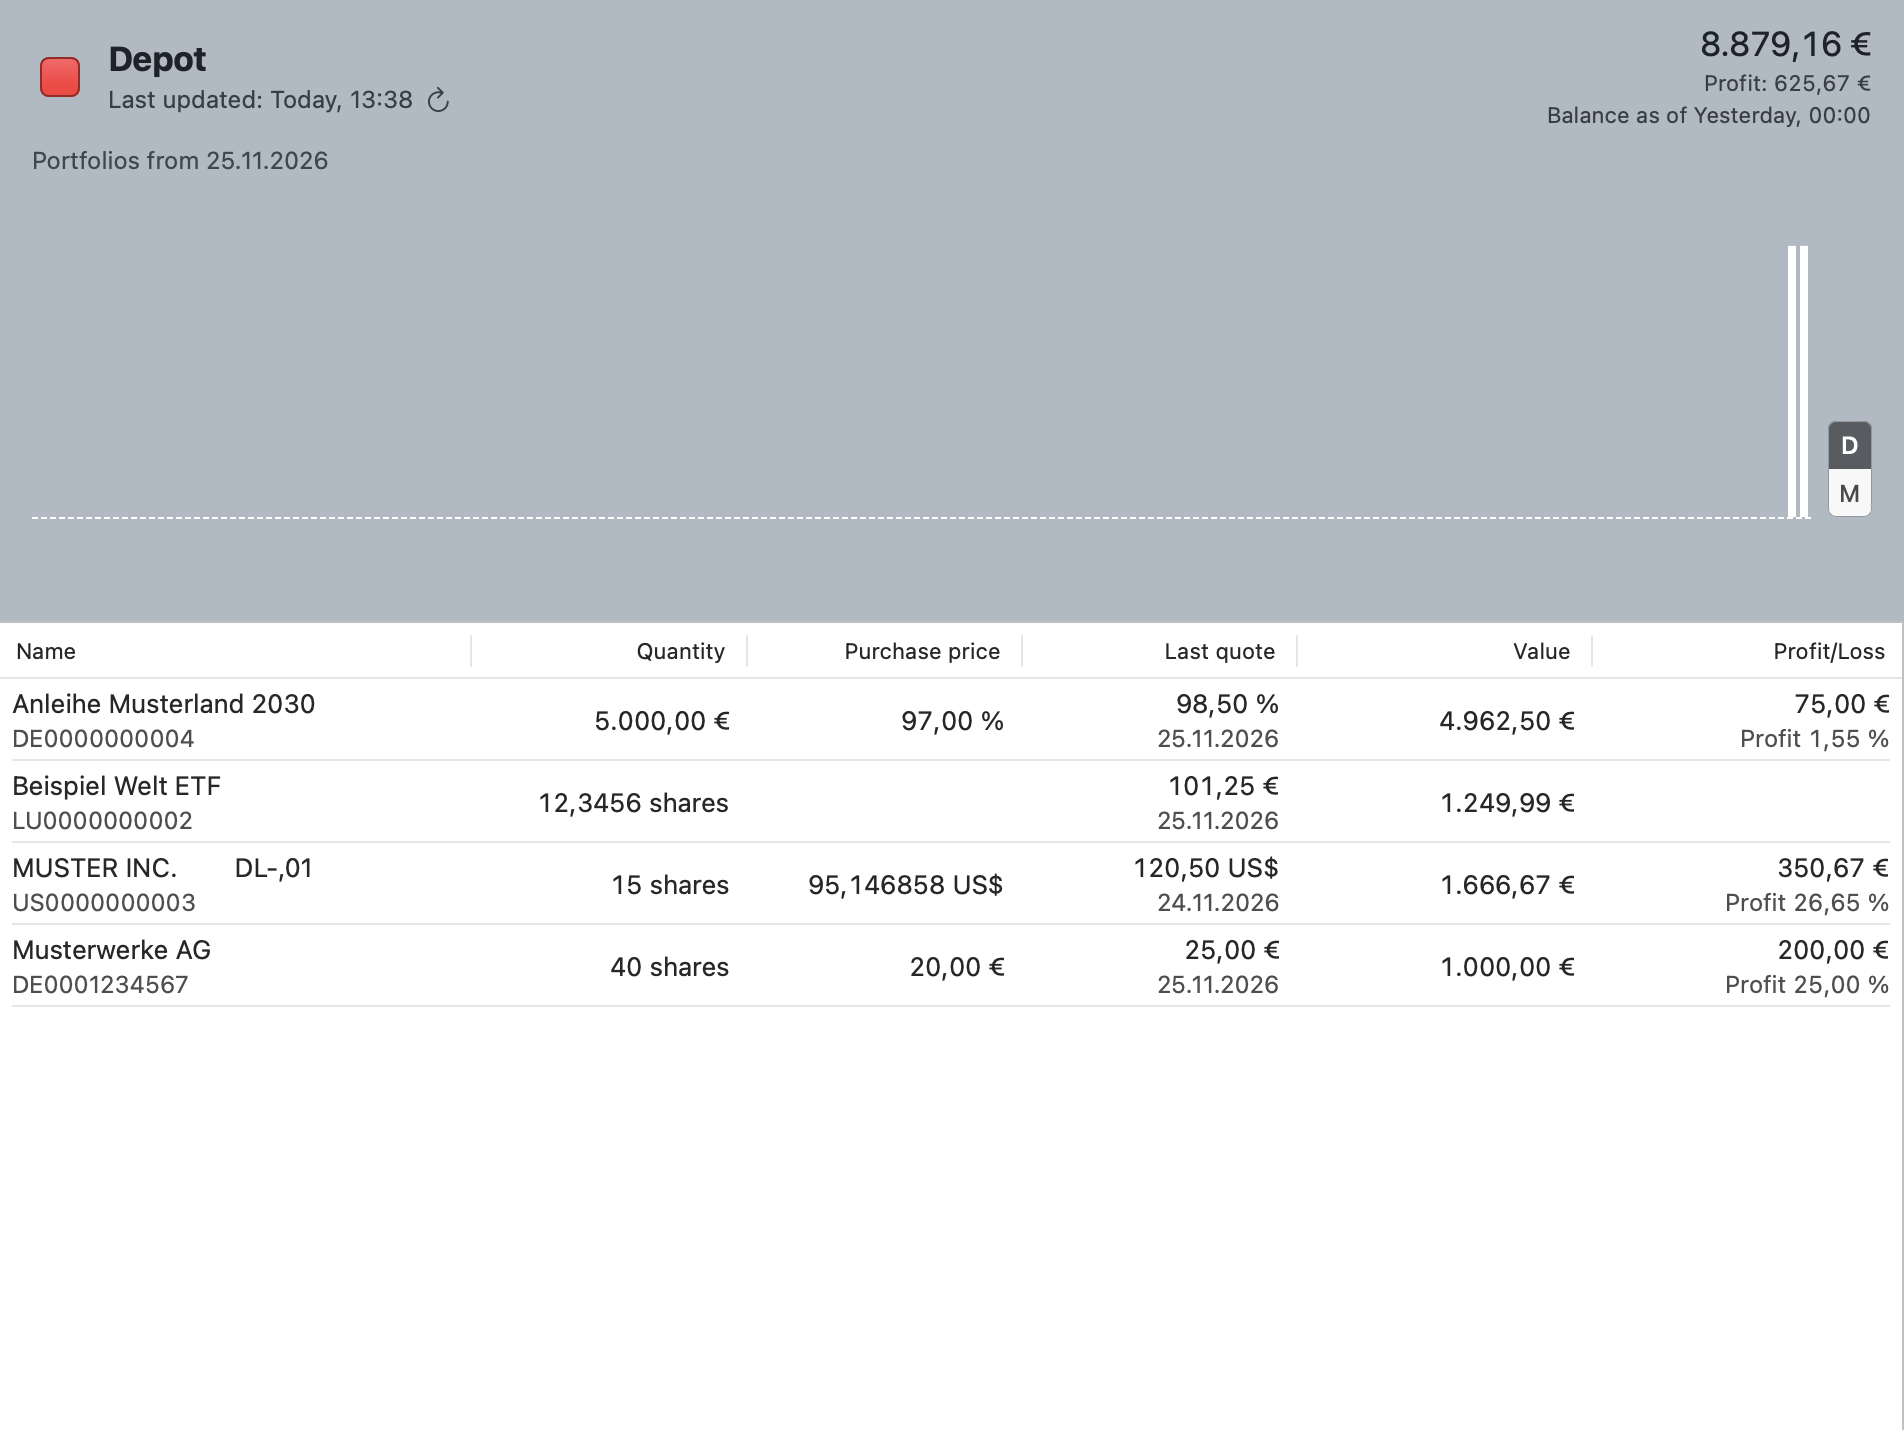 Depot
Last updated: Today, 13:38
8.879,16 €
Profit: 625,67 €
Balance as of Yesterday, 00:00
Portfolios from 25.11.2026
D
M
Name Quantity Purchase price Last quote Value Profit/Loss
Anleihe Musterland 2030 5.000,00 € 97,00 % 98,50 % 4.962,50 € 75,00 €
DE0000000004 25.11.2026 Profit 1,55 %
Beispiel Welt ETF 12,3456 shares 101,25 € 1.249,99 €
LU0000000002 25.11.2026
MUSTER INC. DL-,01 15 shares 95,146858 US$ 120,50 US$ 1.666,67 € 350,67 €
US0000000003 24.11.2026 Profit 26,65 %
Musterwerke AG 40 shares 20,00 € 25,00 € 1.000,00 € 200,00 €
DE0001234567 25.11.2026 Profit 25,00 %